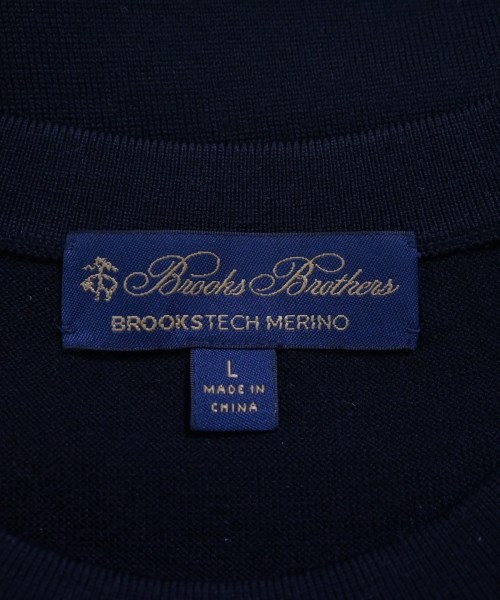 Brooks Brothers
BROOKSTECH MERINO
L
MADE IN
CHINA